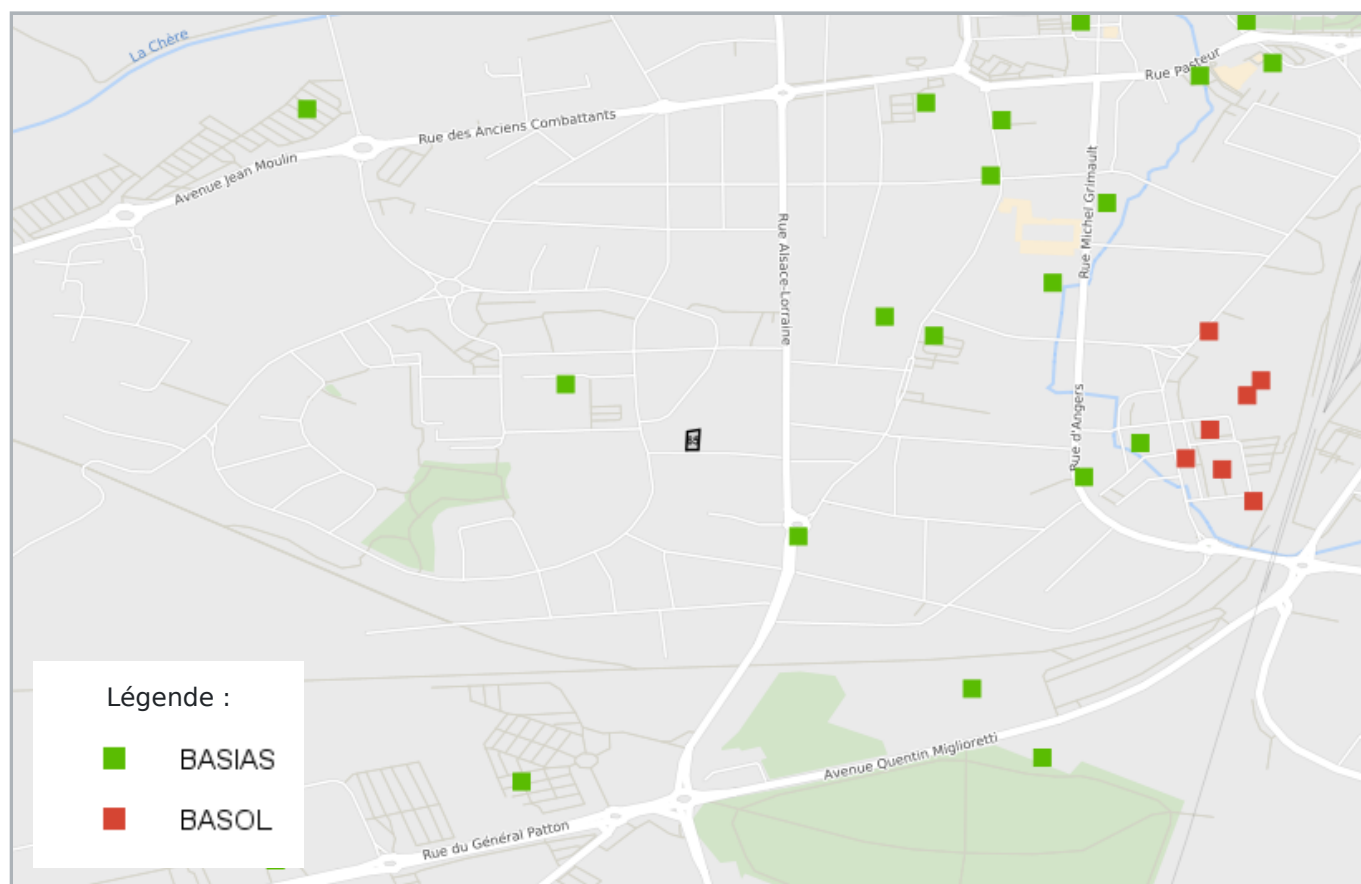 La Chère
Rue Pasteur
Rue des Anciens Combattants
Avenue Jean Moulin
Rue Michel Grimault
Rue Alsace-Lorraine
Rue d'Angers
Légende :
BASIAS
BASOL
Avenue Quentin Miglioretti
Rue du Général Patton